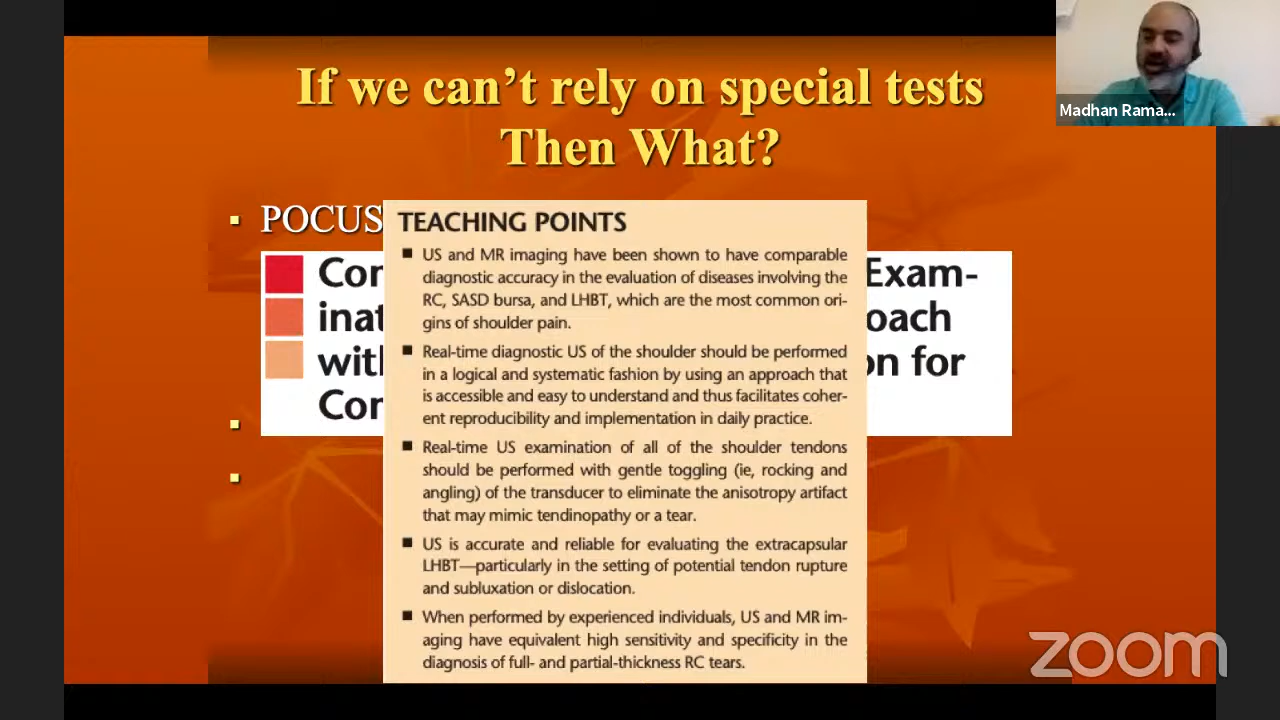 If we can't rely on special tests
Then What?
Madhan Rama...
▪ POCUS
TEACHING POINTS
■ US and MR imaging have been shown to have comparable
diagnostic accuracy in the evaluation of diseases involving the
RC, SASD bursa, and LHBT, which are the most common ori-
gins of shoulder pain.
■ Real-time diagnostic US of the shoulder should be performed
in a logical and systematic fashion by using an approach that
is accessible and easy to understand and thus facilitates coher-
ent reproducibility and implementation in daily practice.
■ Real-time US examination of all of the shoulder tendons
should be performed with gentle toggling (ie, rocking and
angling) of the transducer to eliminate the anisotropy artifact
that may mimic tendinopathy or a tear.
■ US is accurate and reliable for evaluating the extracapsular
LHBT—particularly in the setting of potential tendon rupture
and subluxation or dislocation.
■ When performed by experienced individuals, US and MR im-
aging have equivalent high sensitivity and specificity in the
diagnosis of full- and partial-thickness RC tears.
Con Exam-
inat oach
with on for
Con
zoom